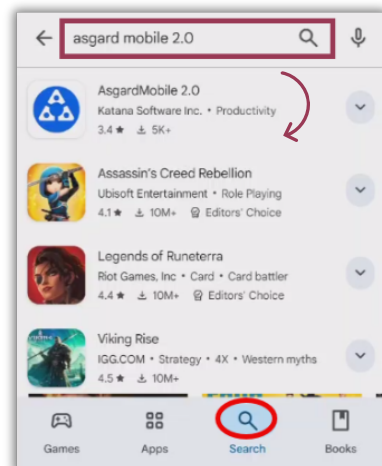 asgard mobile 2.0
AsgardMobile 2.0
Katana Software Inc. • Productivity
3.4 ★ 5K+
Assassin's Creed Rebellion
Ubisoft Entertainment • Role Playing
4.1 ★ 10M+ Editors' Choice
Legends of Runeterra
Riot Games, Inc • Card • Card battler
4.4 ★ 10M+ Editors' Choice
Viking Rise
IGG.COM • Strategy • 4X • Western myths
4.5 ★ 10M+
Games Apps Search Books